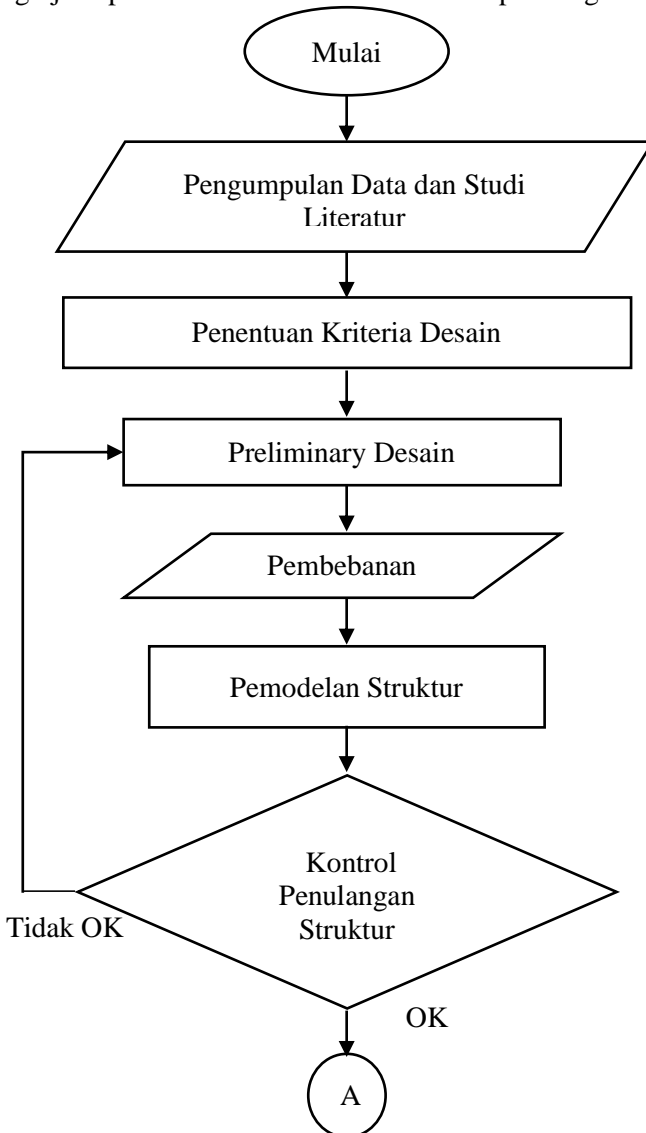 Mulai
Pengumpulan Data dan Studi
Literatur
Penentuan Kriteria Desain
Preliminary Desain
Pembebanan
Pemodelan Struktur
Kontrol
Penulangan
Struktur
Tidak OK
OK
A